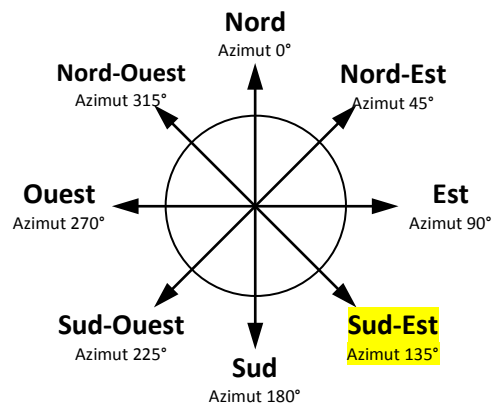 Nord
Azimut 0°
Nord-Ouest
Azimut 315°
Nord-Est
Azimut 45°
Ouest
Azimut 270°
Est
Azimut 90°
Sud-Ouest
Azimut 225°
Sud-Est
Azimut 135°
Sud
Azimut 180°